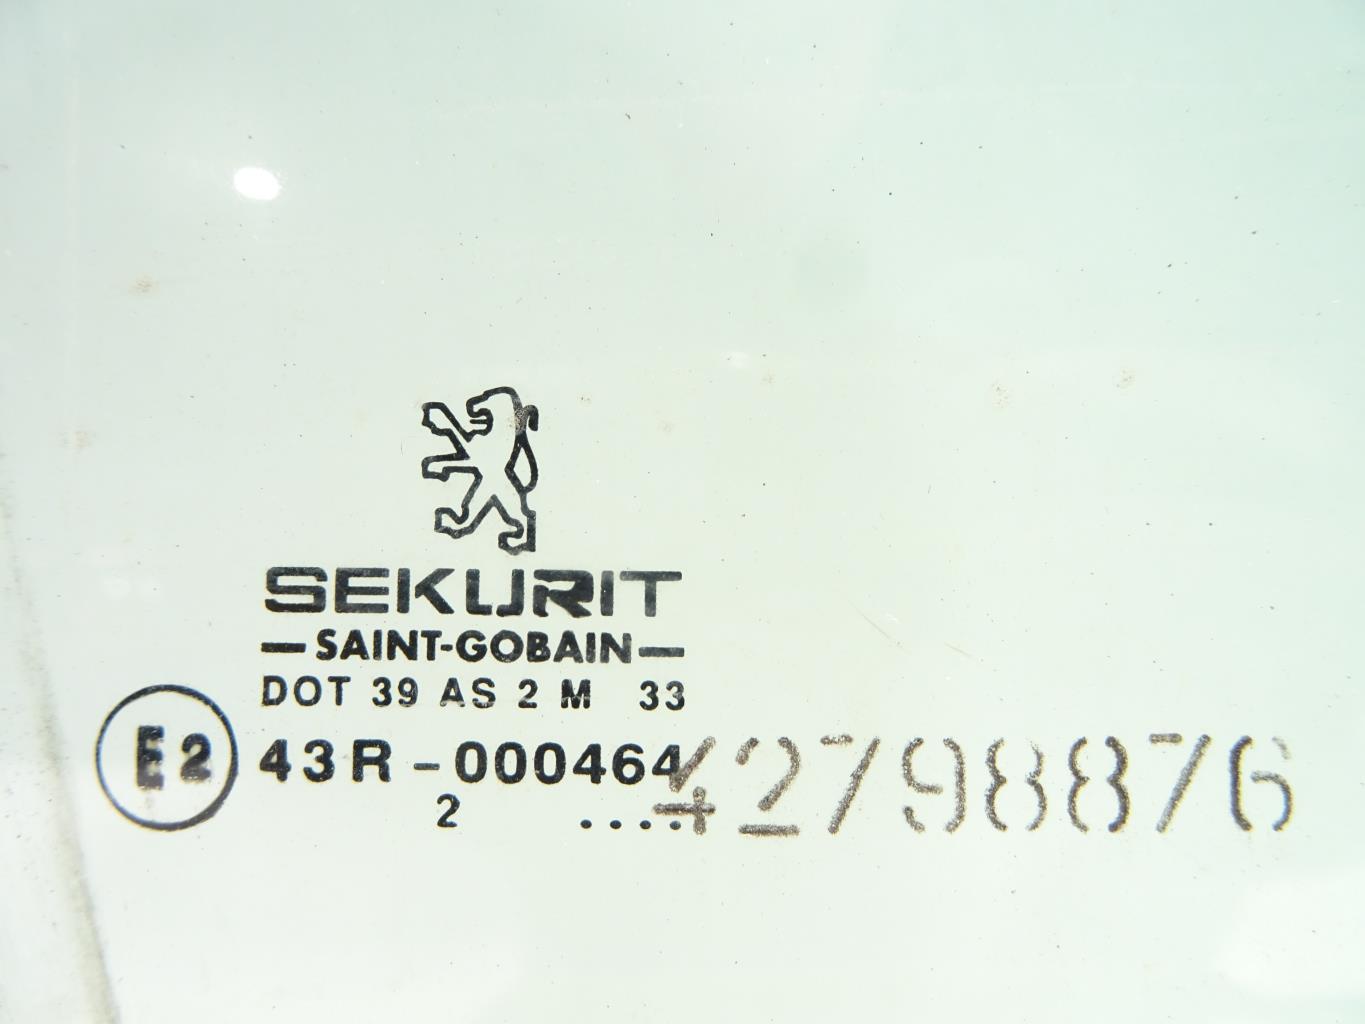 SEKURIT
—SAINT-GOBAIN—
DOT 39 AS 2 M 33
E2 43R-000464 42798876
2 ....